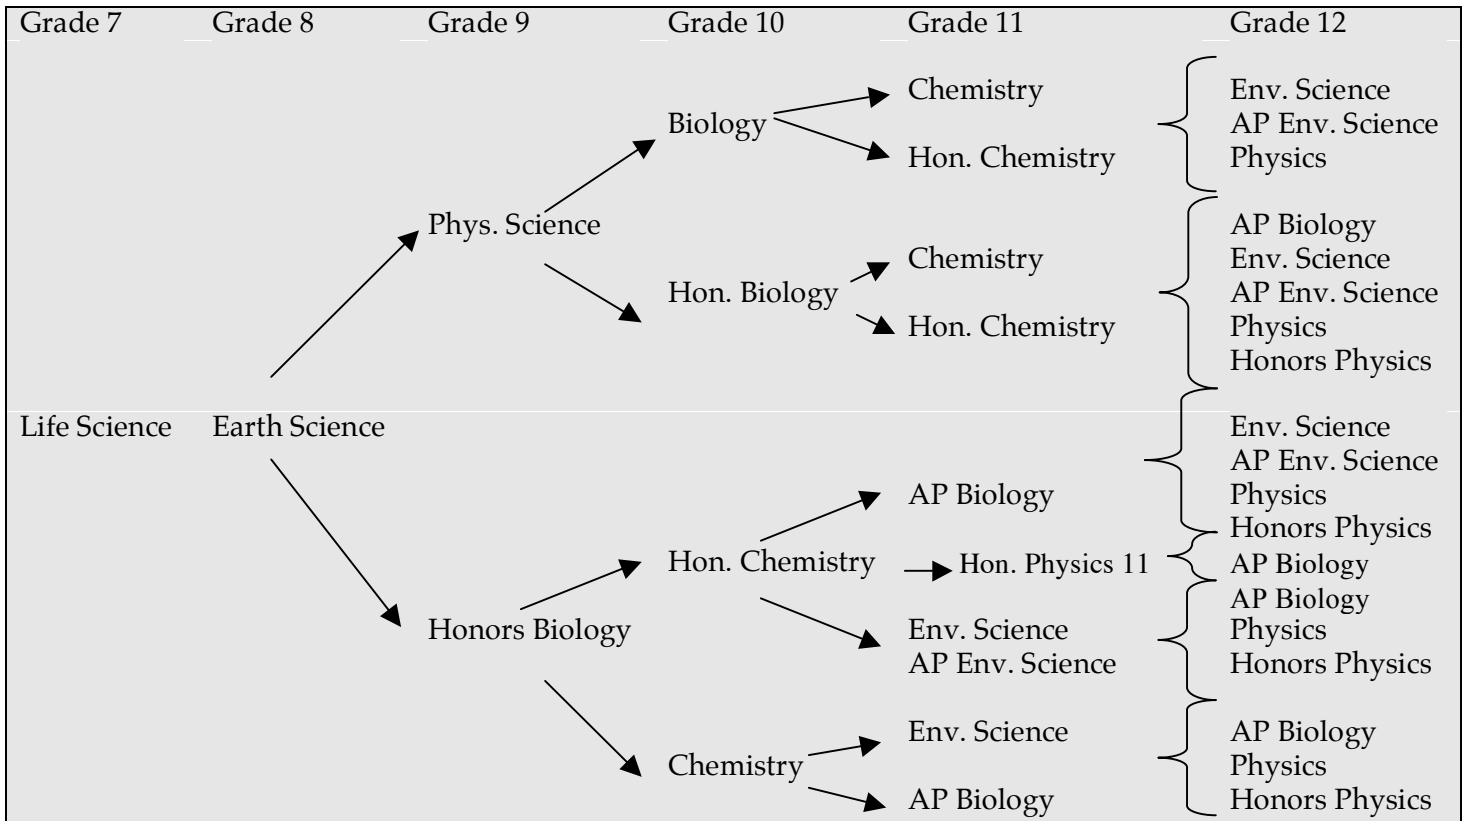 Grade 7 Grade 8 Grade 9 Grade 10 Grade 11 Grade 12
Chemistry Env. Science
Biology AP Env. Science
Hon. Chemistry Physics
Phys. Science AP Biology
Chemistry Env. Science
Hon. Biology AP Env. Science
Hon. Chemistry Physics
Honors Physics
Life Science Earth Science Env. Science
AP Env. Science
AP Biology Physics
Honors Physics
Hon. Chemistry Hon. Physics 11 AP Biology
AP Biology
Honors Biology Env. Science Physics
AP Env. Science Honors Physics
Env. Science AP Biology
Chemistry Physics
AP Biology Honors Physics